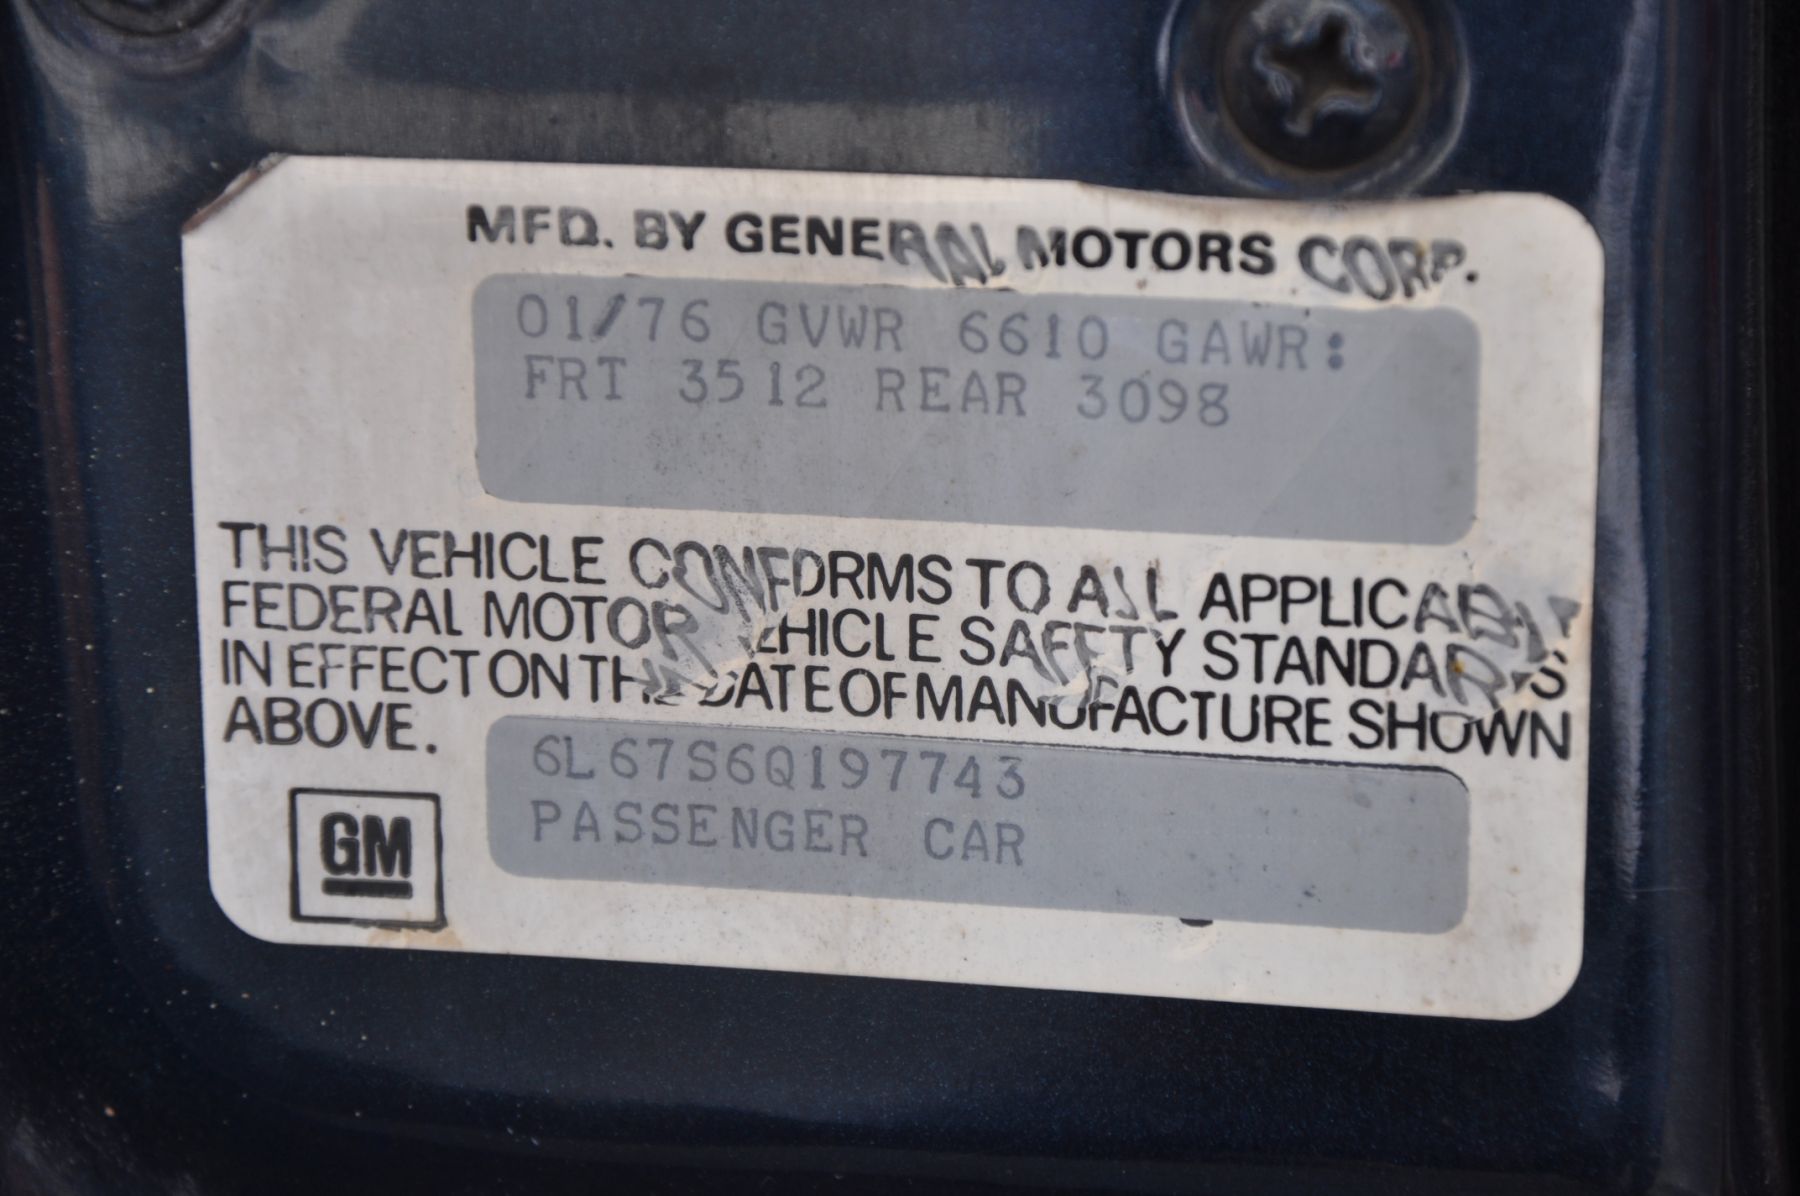 MFD. BY GENERAL MOTORS CORP.
01/76 GVWR 6610 GAWR:
FRT 3512 REAR 3098
THIS VEHICLE CONFORMS TO ALL APPLICABLE
FEDERAL MOTOR VEHICLE SAFETY STANDARDS
IN EFFECT ON THE DATE OF MANUFACTURE SHOWN
ABOVE.
6L67S6Q197743
PASSENGER CAR
GM